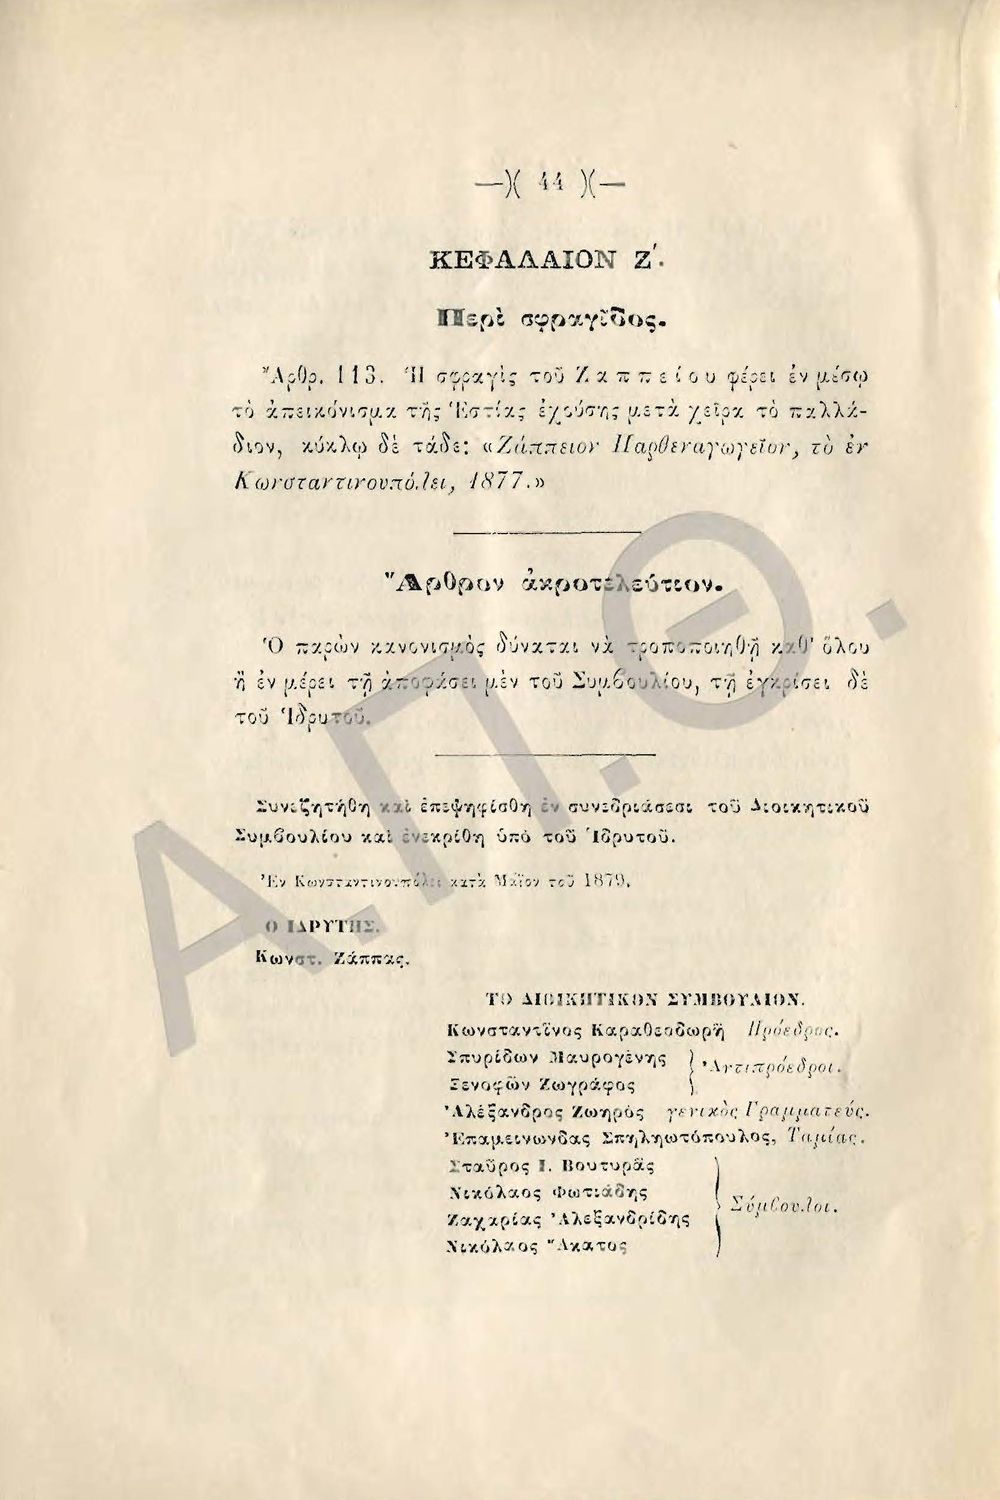 —)( 44 )(—
ΚΕΦΑΛΑΙΟΝ Ζ΄.
Περὶ σφραγῖδος.
Ἄρθρ. 113. Ἡ σφραγὶς τοῦ Ζαππείου φέρει ἐν μέσῳ
τὸ ἀπεικόνισμα τῆς Ἑστίας ἐχούσης μετὰ χεῖρα τὸ παλλά-
διον, κύκλῳ δὲ τάδε: «Ζάππειον Παρθεναγωγεῖον, τὸ ἐν
Κωνσταντινουπόλει, 1877.»
Ἄρθρον ἀκροτελεύτιον.
Ὁ παρὼν κανονισμὸς δύναται νὰ τροποποιηθῇ καθ' ὅλου
ἢ ἐν μέρει τῇ ἀποφάσει μὲν τοῦ Συμβουλίου, τῇ ἐγκρίσει δὲ
τοῦ Ἱδρυτοῦ.
Συνεζητήθη καὶ ἐπεψηφίσθη ἐν συνεδριάσεσι τοῦ Διοικητικοῦ
Συμβουλίου καὶ ἐνεκρίθη ὑπὸ τοῦ Ἱδρυτοῦ.
Ἐν Κωνσταντινουπόλει κατὰ Μαῖον τοῦ 1879.
Ο ΙΔΡΥΤΗΣ.
Κωνστ. Ζάππας.
ΤΟ ΔΙΟΙΚΗΤΙΚΟΝ ΣΥΜΒΟΥΛΙΟΝ.
Κωνσταντῖνος Καραθεοδωρῆ Πρόεδρος.
Σπυρίδων Μαυρογένης
Ξενοφῶν Ζωγράφος } Ἀντιπρόεδροι.
Ἀλέξανδρος Ζωηρός γενικὸς Γραμματεύς.
Ἐπαμεινώνδας Σπηληωτόπουλος, Ταμίας.
Σταῦρος Ι. Βουτυρᾶς
Νικόλαος Φωτιάδης
Ζαχαρίας Ἀλεξανδρίδης } Σύμβουλοι.
Νικόλαος Ἄκατος
Α.Π.Θ.